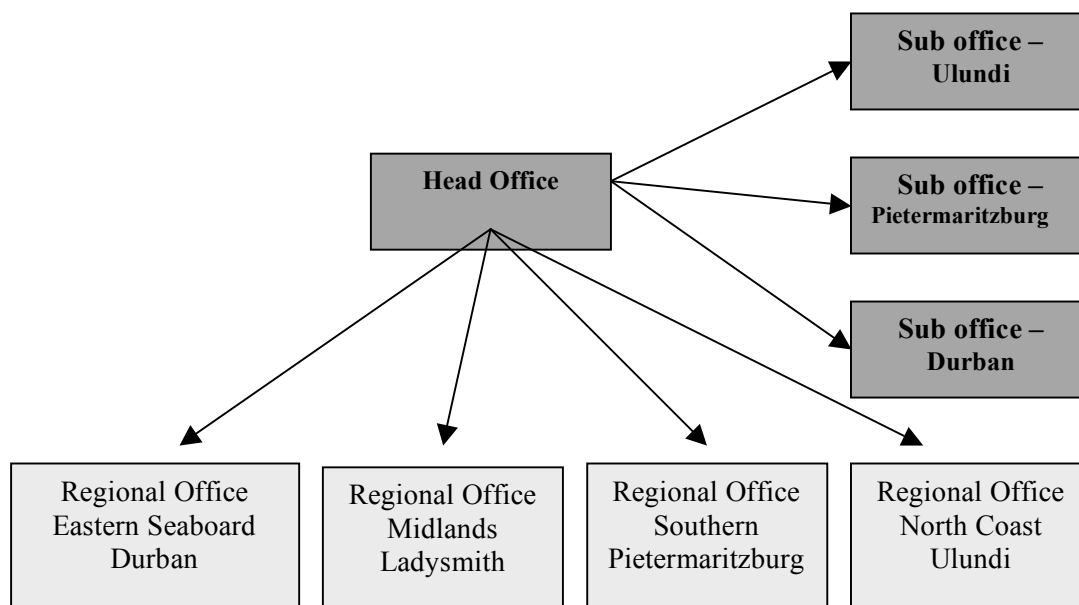 Sub office –
Ulundi
Head Office
Sub office –
Pietermaritzburg
Sub office –
Durban
Regional Office
Eastern Seaboard
Durban
Regional Office
Midlands
Ladysmith
Regional Office
Southern
Pietermaritzburg
Regional Office
North Coast
Ulundi